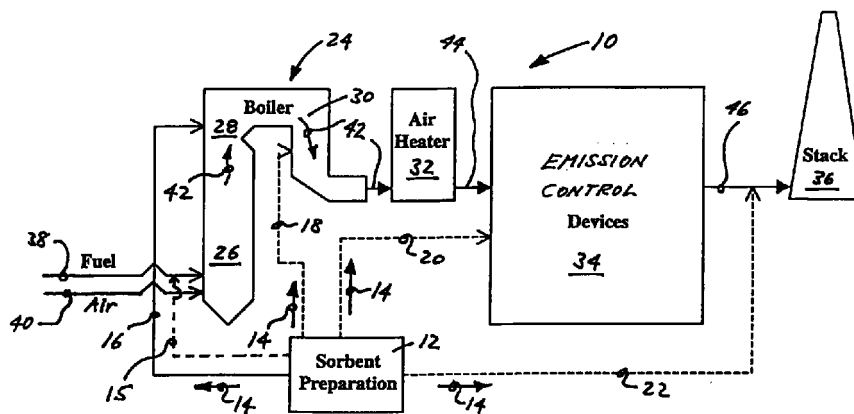 24
10
44
Boiler
30
42
28
Air
Heater
32
EMISSION
CONTROL
Devices
34
46
Stack
36
42
18
20
38
Fuel
26
Air
40
14
14
16
15
12
Sorbent
Preparation
14
14
22